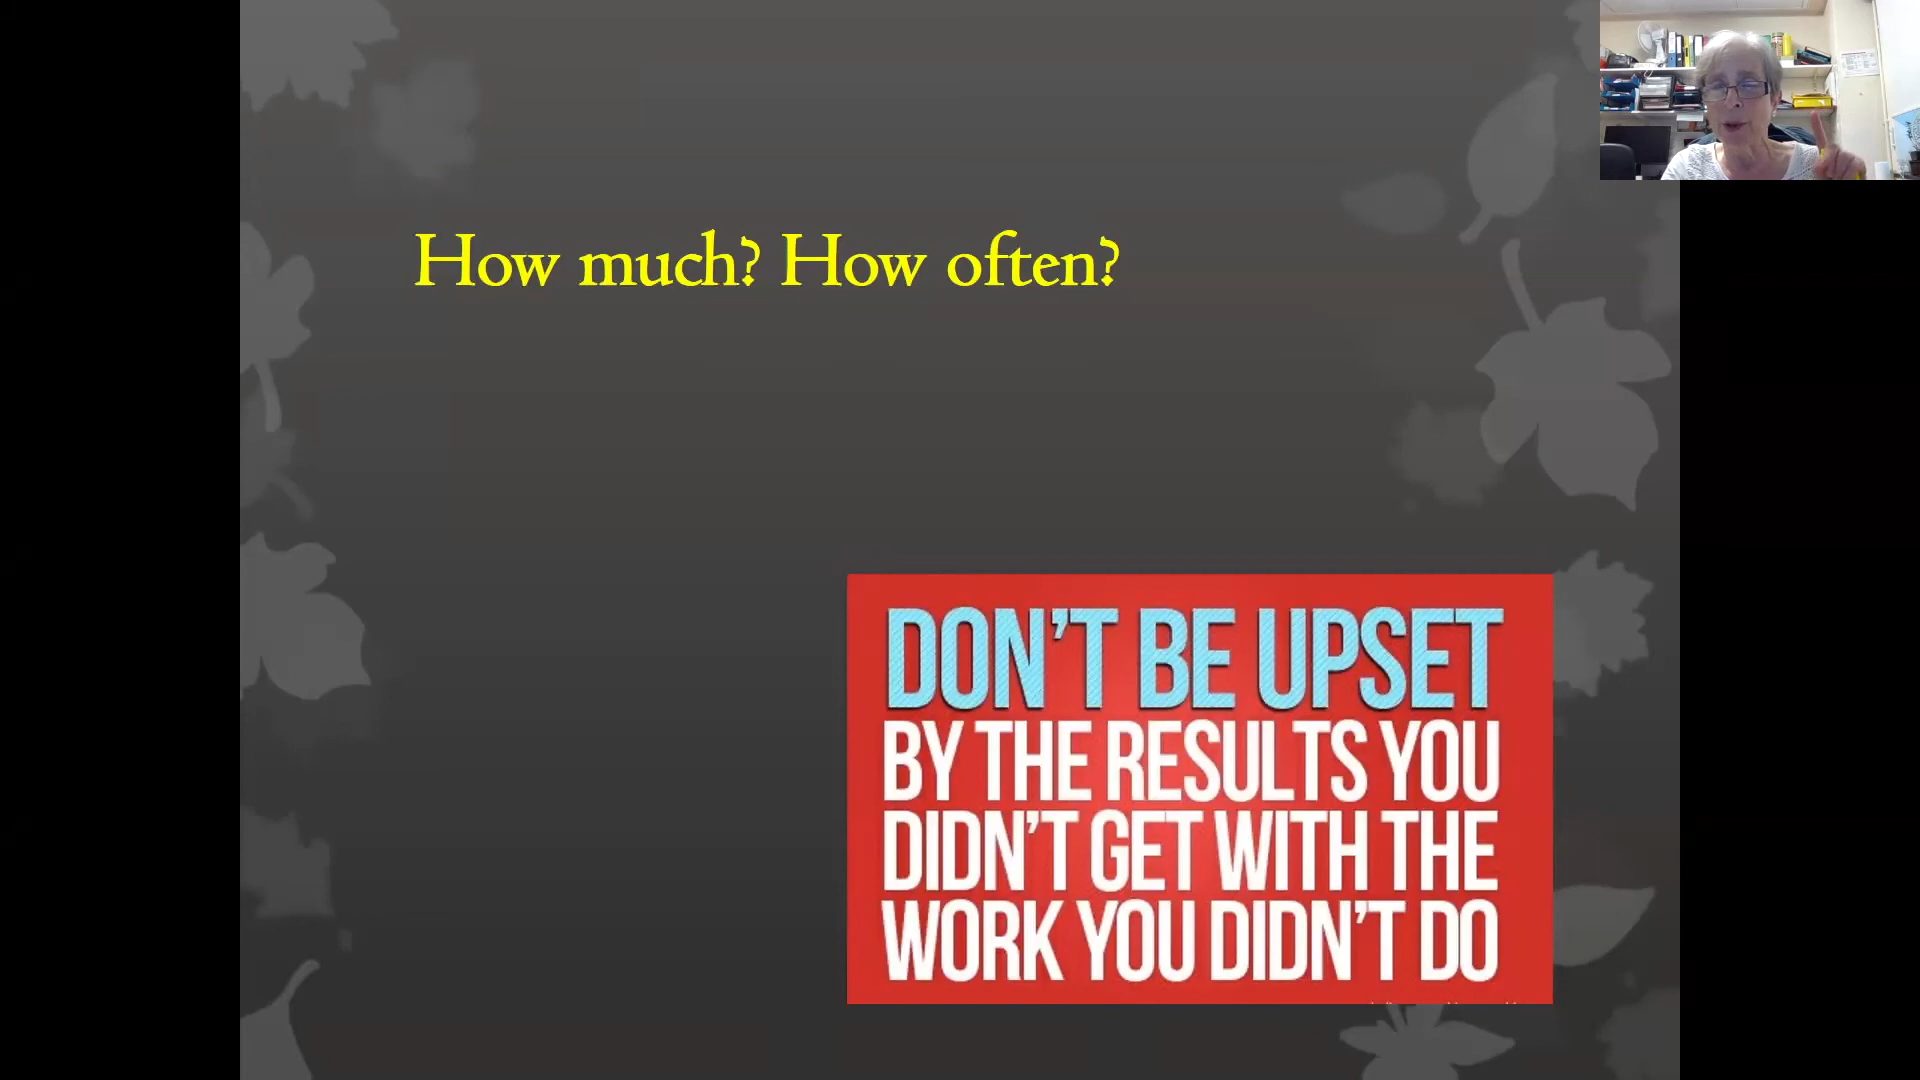 How much? How often?
DON'T BE UPSET
BY THE RESULTS YOU
DIDN'T GET WITH THE
WORK YOU DIDN'T DO